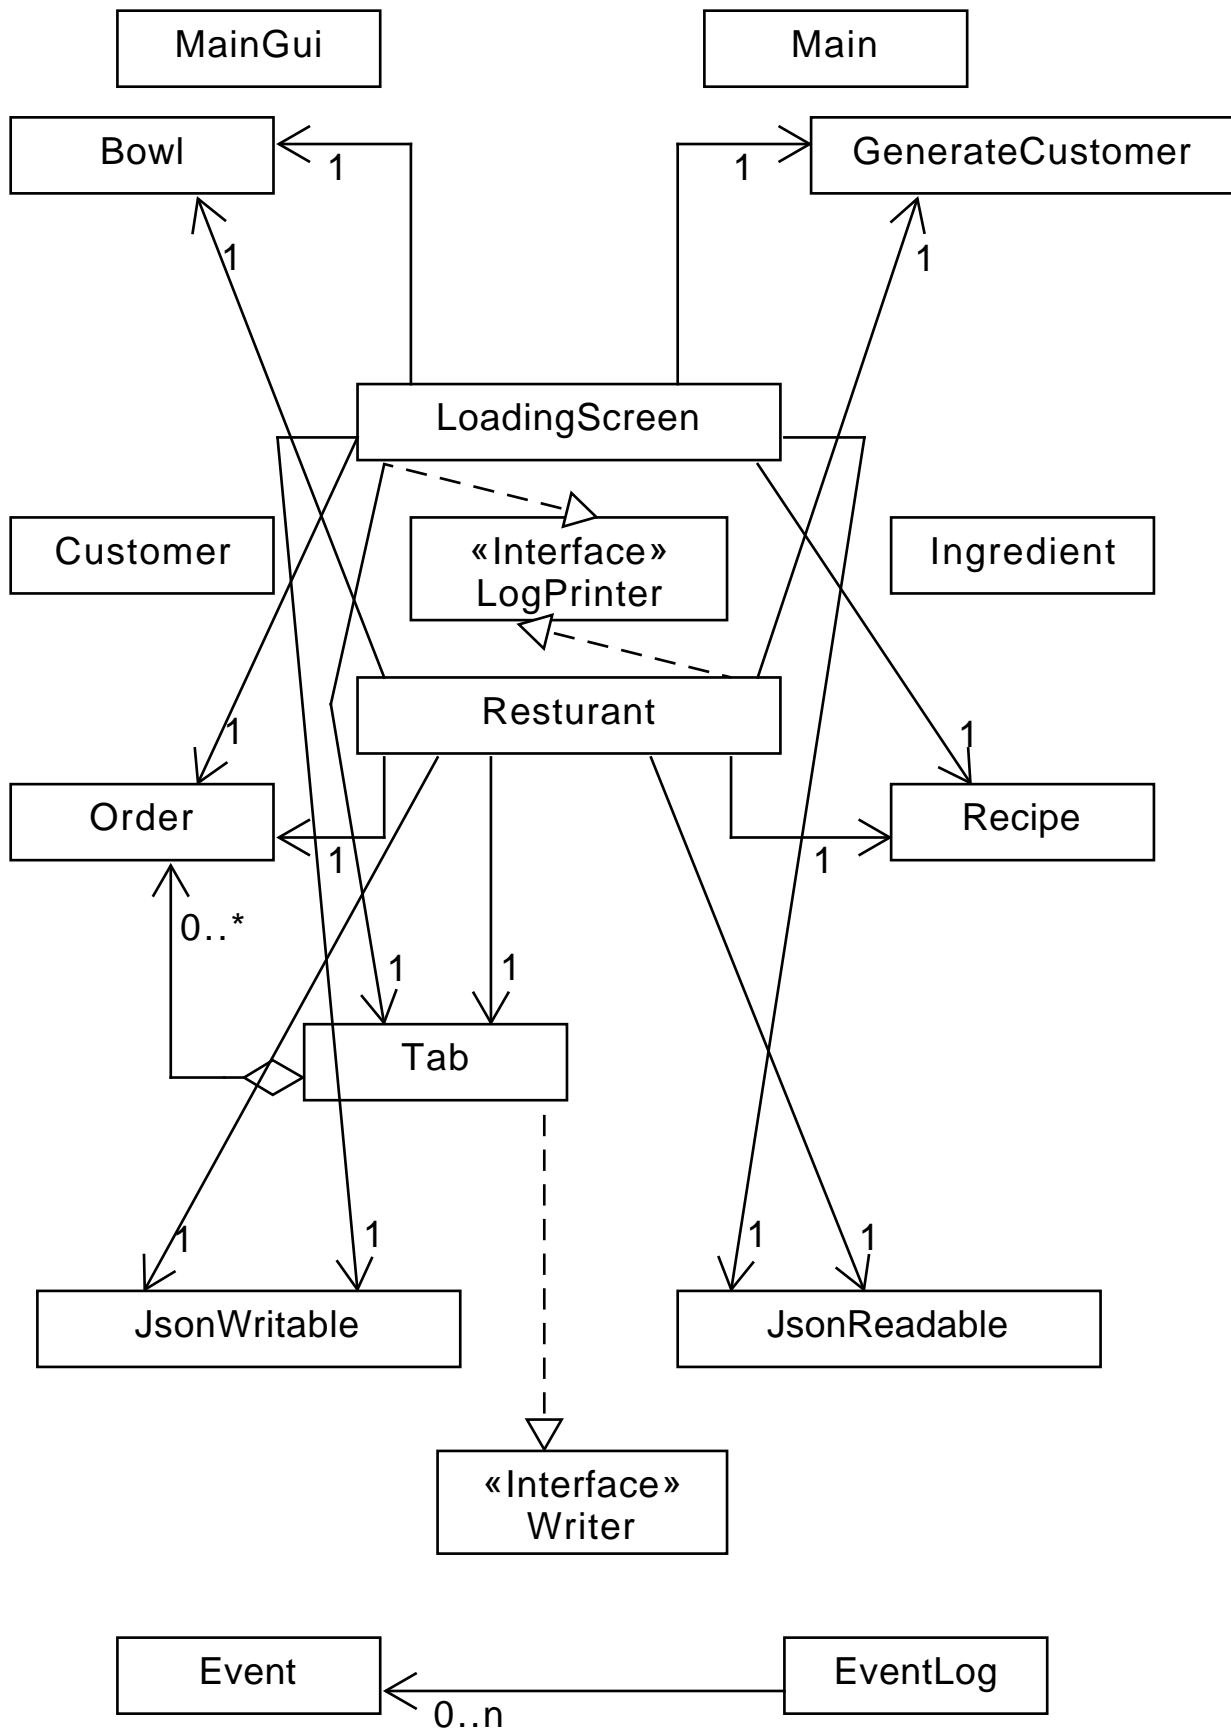 MainGui
Main
Bowl
1
1
GenerateCustomer
1
1
LoadingScreen
Customer
«Interface»
LogPrinter
Ingredient
Resturant
1
1
Order
1
1
Recipe
0..*
1
1
Tab
1
1
1
1
JsonWritable
JsonReadable
«Interface»
Writer
Event
EventLog
0..n